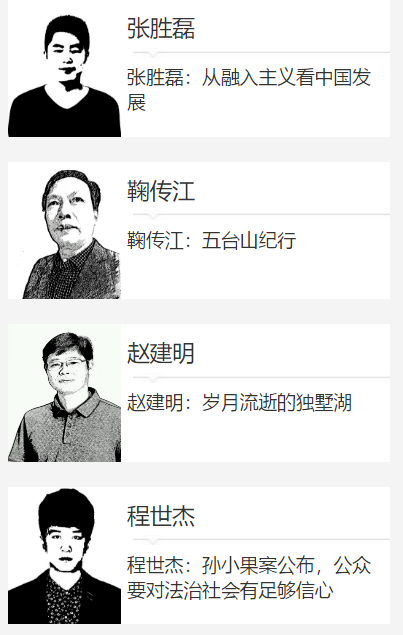 张胜磊
张胜磊：从融入主义看中国发
展
鞠传江
鞠传江：五台山纪行
赵建明
赵建明：岁月流逝的独墅湖
程世杰
程世杰：孙小果案公布，公众
要对法治社会有足够信心